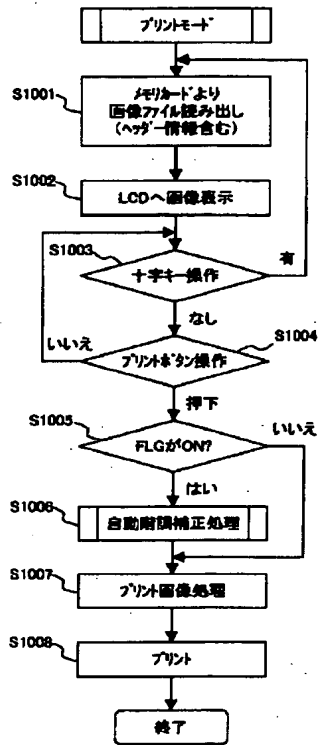 プリントモード
S1001
メモリカードより
画像ファイル読み出し
(ヘッダー情報含む)
S1002
LCDへ画像表示
S1003
十字キー操作
有
なし
S1004
いいえ
プリントボタン操作
押下
S1005
FLGがON?
いいえ
はい
S1006
自動階調補正処理
S1007
プリント画像処理
S1008
プリント
終了